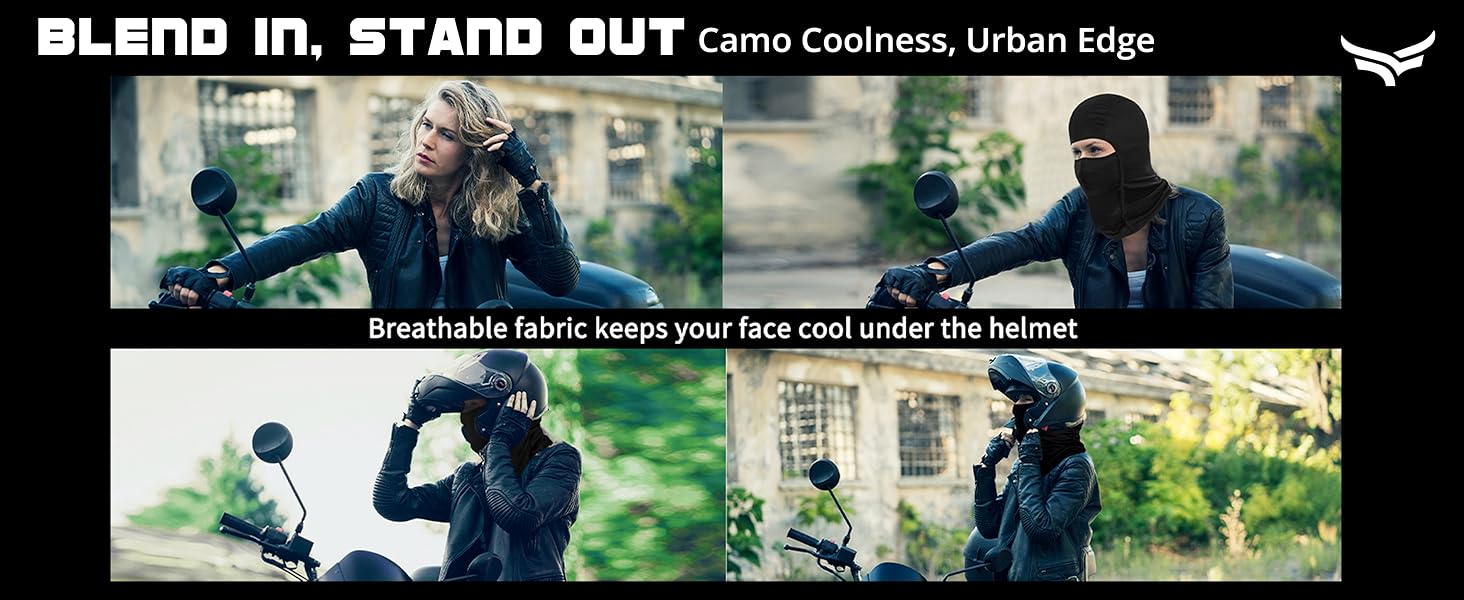 BLEND IN, STAND OUT Camo Coolness, Urban Edge
Breathable fabric keeps your face cool under the helmet